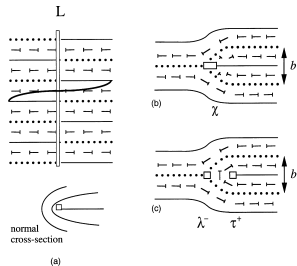 L
b
(b)
χ
b
(c)
λ⁻ τ⁺
normal
cross-section
(a)